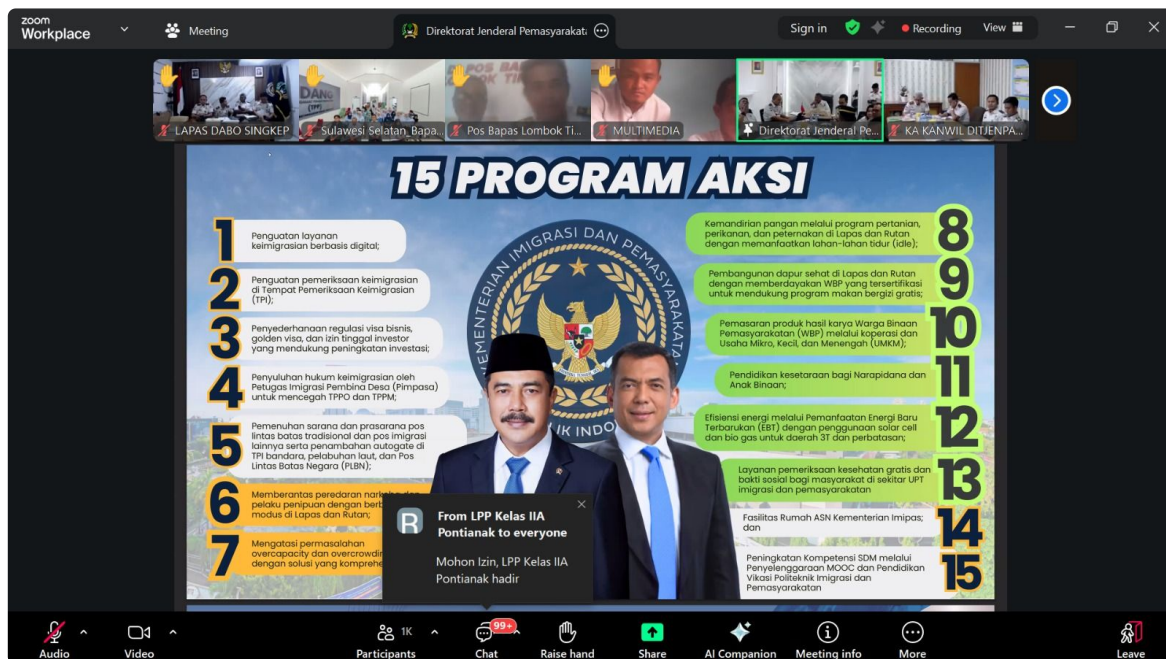 zoom
Workplace
Meeting
Direktorat Jenderal Pemasyarakat
Sign in
Recording
View
LAPAS DABO SINGKEP
Sulawesi Selatan_Bapa...
Pos Bapas Lombok Ti...
MULTIMEDIA
Direktorat Jenderal Pe...
KA KANWIL DITJENPA...
15 PROGRAM AKSI
KEMENTERIAN IMIGRASI DAN PEMASYARAKATA
IK INDO
1
Penguatan layanan
keimigrasian berbasis digital;
2
Penguatan pemeriksaan keimigrasian
di Tempat Pemeriksaan Keimigrasian
(TPI);
3
Penyederhanaan regulasi visa bisnis,
golden visa, dan izin tinggal investor
yang mendukung peningkatan investasi;
4
Penyuluhan hukum keimigrasian oleh
Petugas Imigrasi Pembina Desa (Pimpasa)
untuk mencegah TPPO dan TPPM;
5
Pemenuhan sarana dan prasarana pos
lintas batas tradisional dan pos imigrasi
lainnya serta penambahan autogate di
TPI bandara, pelabuhan laut, dan Pos
Lintas Batas Negara (PLBN);
6
Memberantas peredaran narkoba dan
pelaku penipuan dengan berb
modus di Lapas dan Rutan;
7
Mengatasi permasalahan
overcapacity dan overcrowdin
dengan solusi yang komprehe
8
Kemandirian pangan melalui program pertanian,
perikanan, dan peternakan di Lapas dan Rutan
dengan memanfaatkan lahan-lahan tidur (idle);
9
Pembangunan dapur sehat di Lapas dan Rutan
dengan memberdayakan WBP yang tersertifikasi
untuk mendukung program makan bergizi gratis;
10
Pemasaran produk hasil karya Warga Binaan
Pemasyarakatan (WBP) melalui koperasi dan
Usaha Mikro, Kecil, dan Menengah (UMKM);
11
Pendidikan kesetaraan bagi Narapidana dan
Anak Binaan;
12
Efisiensi energi melalui Pemanfaatan Energi Baru
Terbarukan (EBT) dengan penggunaan solar cell
dan bio gas untuk daerah 3T dan perbatasan;
13
Layanan pemeriksaan kesehatan gratis dan
bakti sosial bagi masyarakat di sekitar UPT
imigrasi dan pemasyarakatan
14
Fasilitas Rumah ASN Kementerian Imipas;
dan
15
Peningkatan Kompetensi SDM melalui
Penyelenggaraan MOOC dan Pendidikan
Vikasi Politeknik Imigrasi dan
Pemasyarakatan
R
From LPP Kelas IIA
Pontianak to everyone
Mohon Izin, LPP Kelas IIA
Pontianak hadir
Audio
Video
1K
Participants
99+
Chat
Raise hand
Share
AI Companion
Meeting info
More
Leave